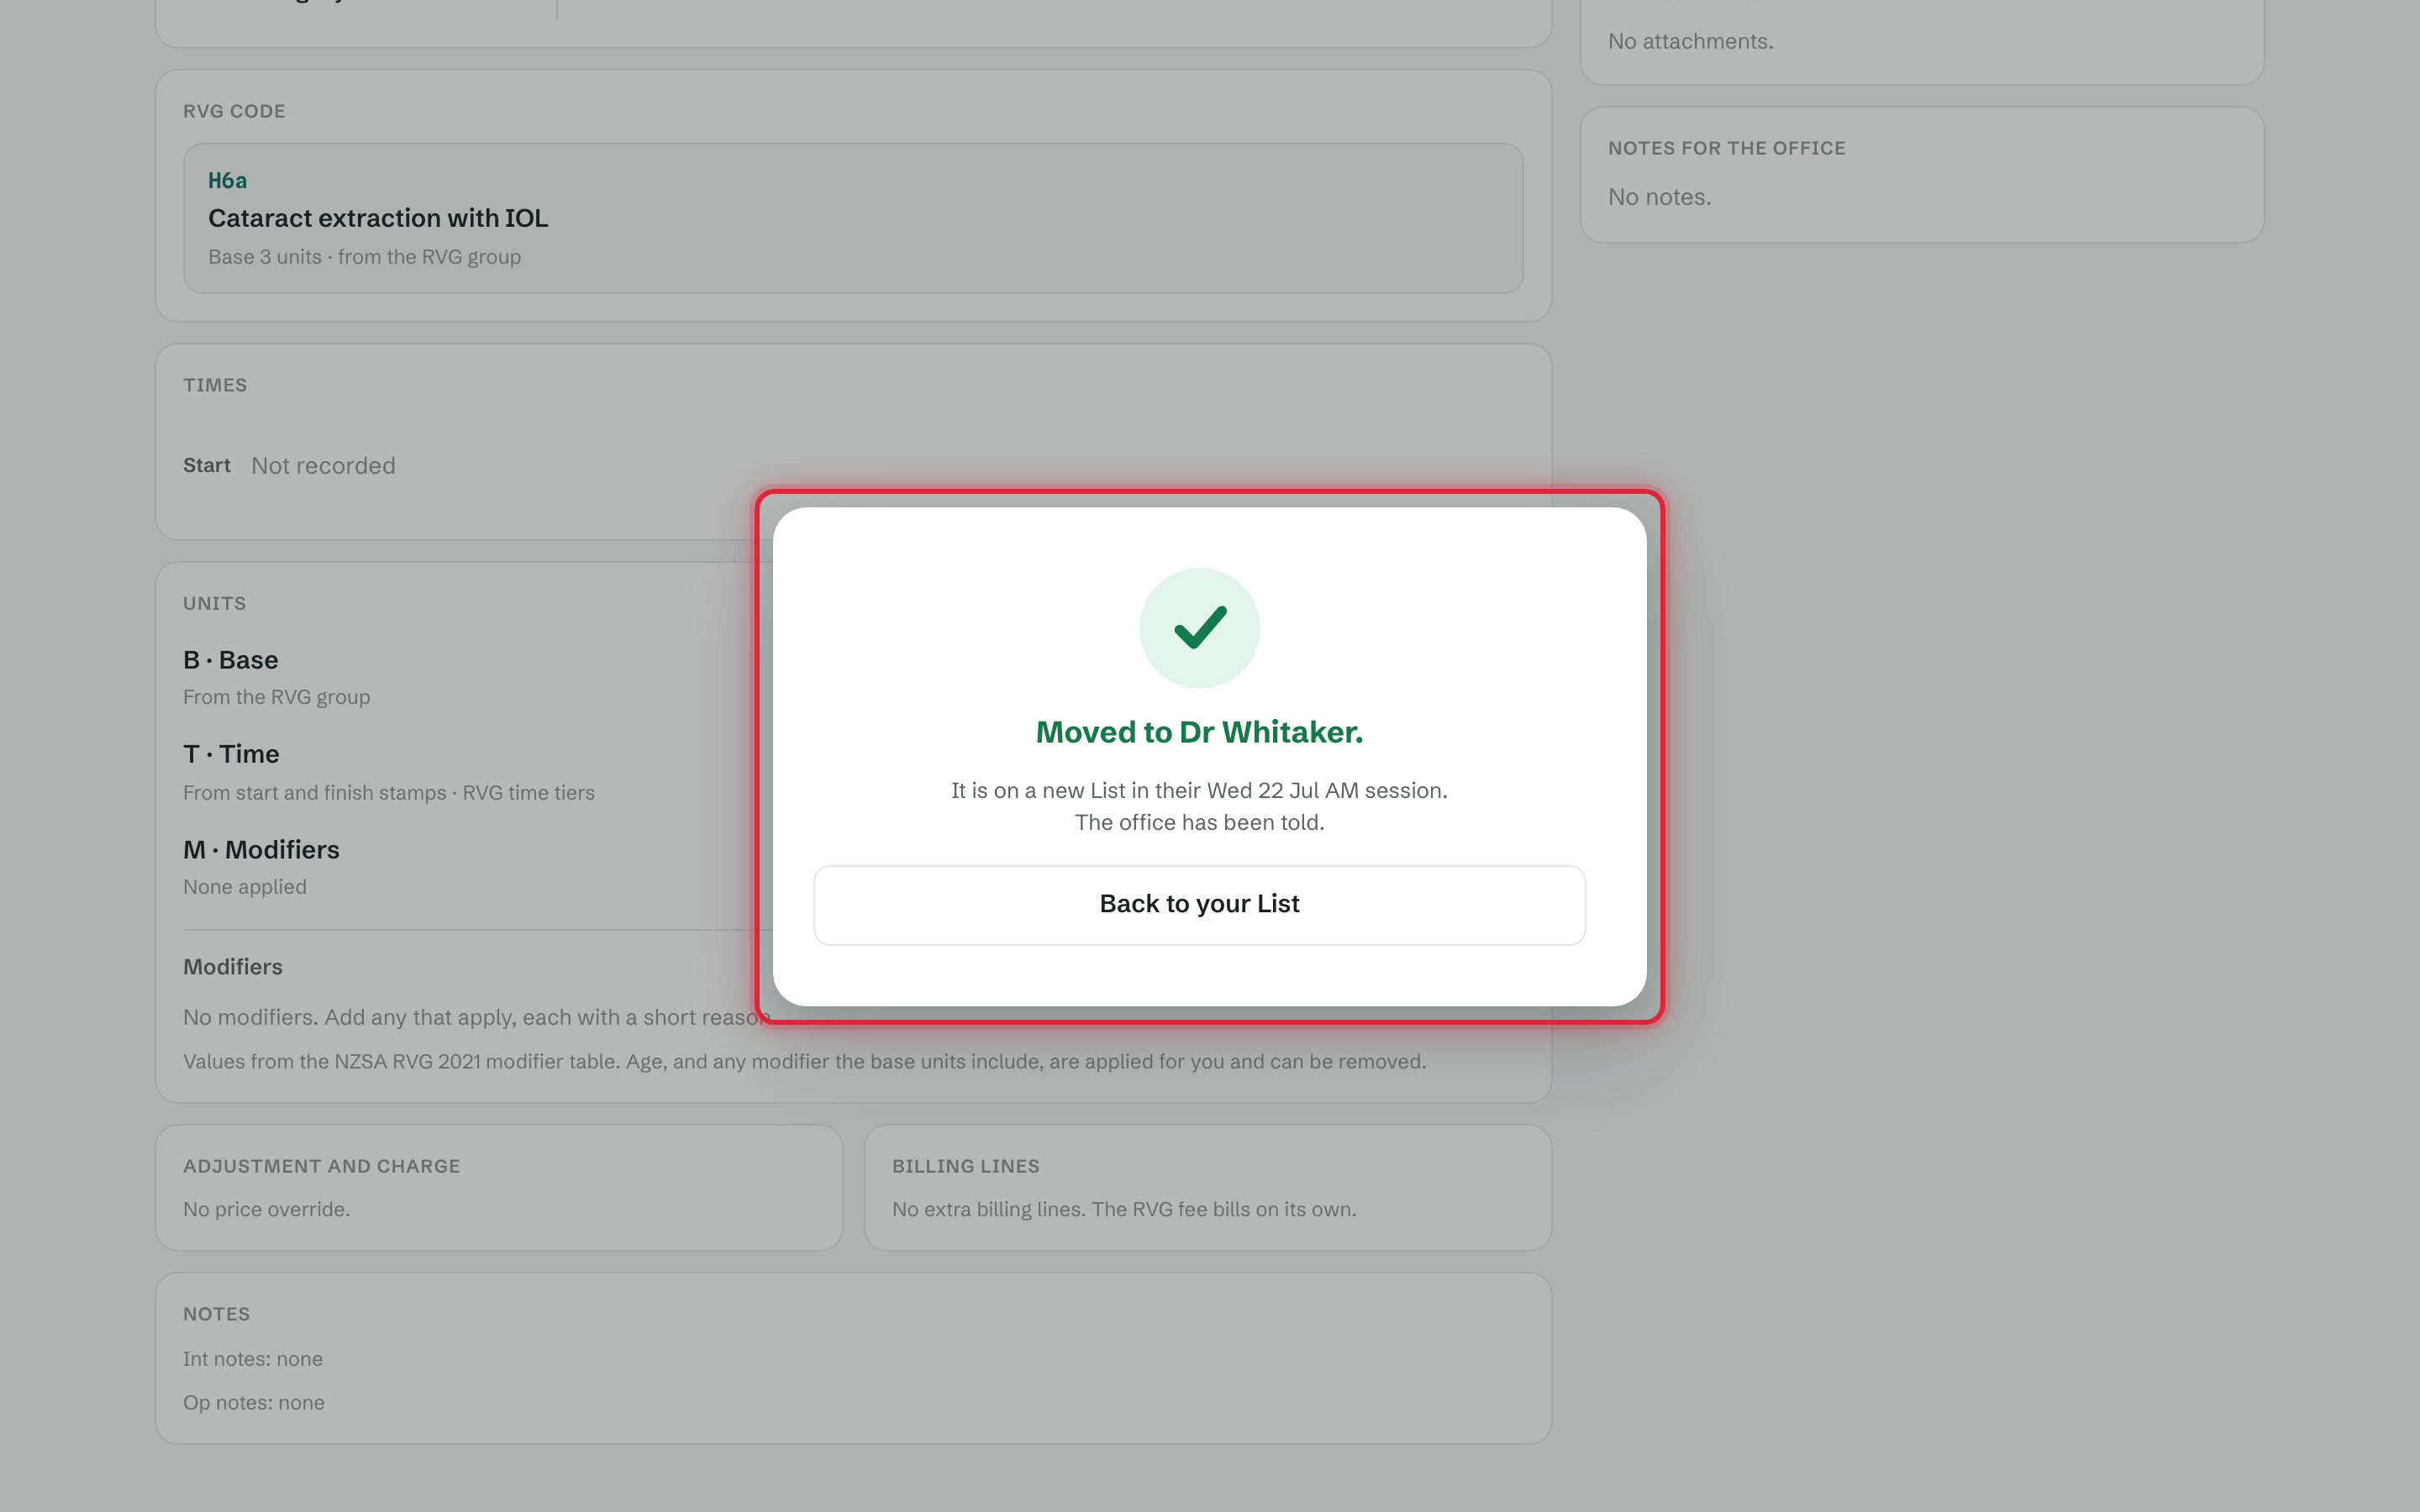 No attachments.
RVG CODE
H6a
Cataract extraction with IOL
Base 3 units · from the RVG group
NOTES FOR THE OFFICE
No notes.
TIMES
Start Not recorded
UNITS
B · Base
From the RVG group
T · Time
From start and finish stamps · RVG time tiers
M · Modifiers
None applied
Modifiers
No modifiers. Add any that apply, each with a short reason
Values from the NZSA RVG 2021 modifier table. Age, and any modifier the base units include, are applied for you and can be removed.
Moved to Dr Whitaker.
It is on a new List in their Wed 22 Jul AM session.
The office has been told.
Back to your List
ADJUSTMENT AND CHARGE
No price override.
BILLING LINES
No extra billing lines. The RVG fee bills on its own.
NOTES
Int notes: none
Op notes: none